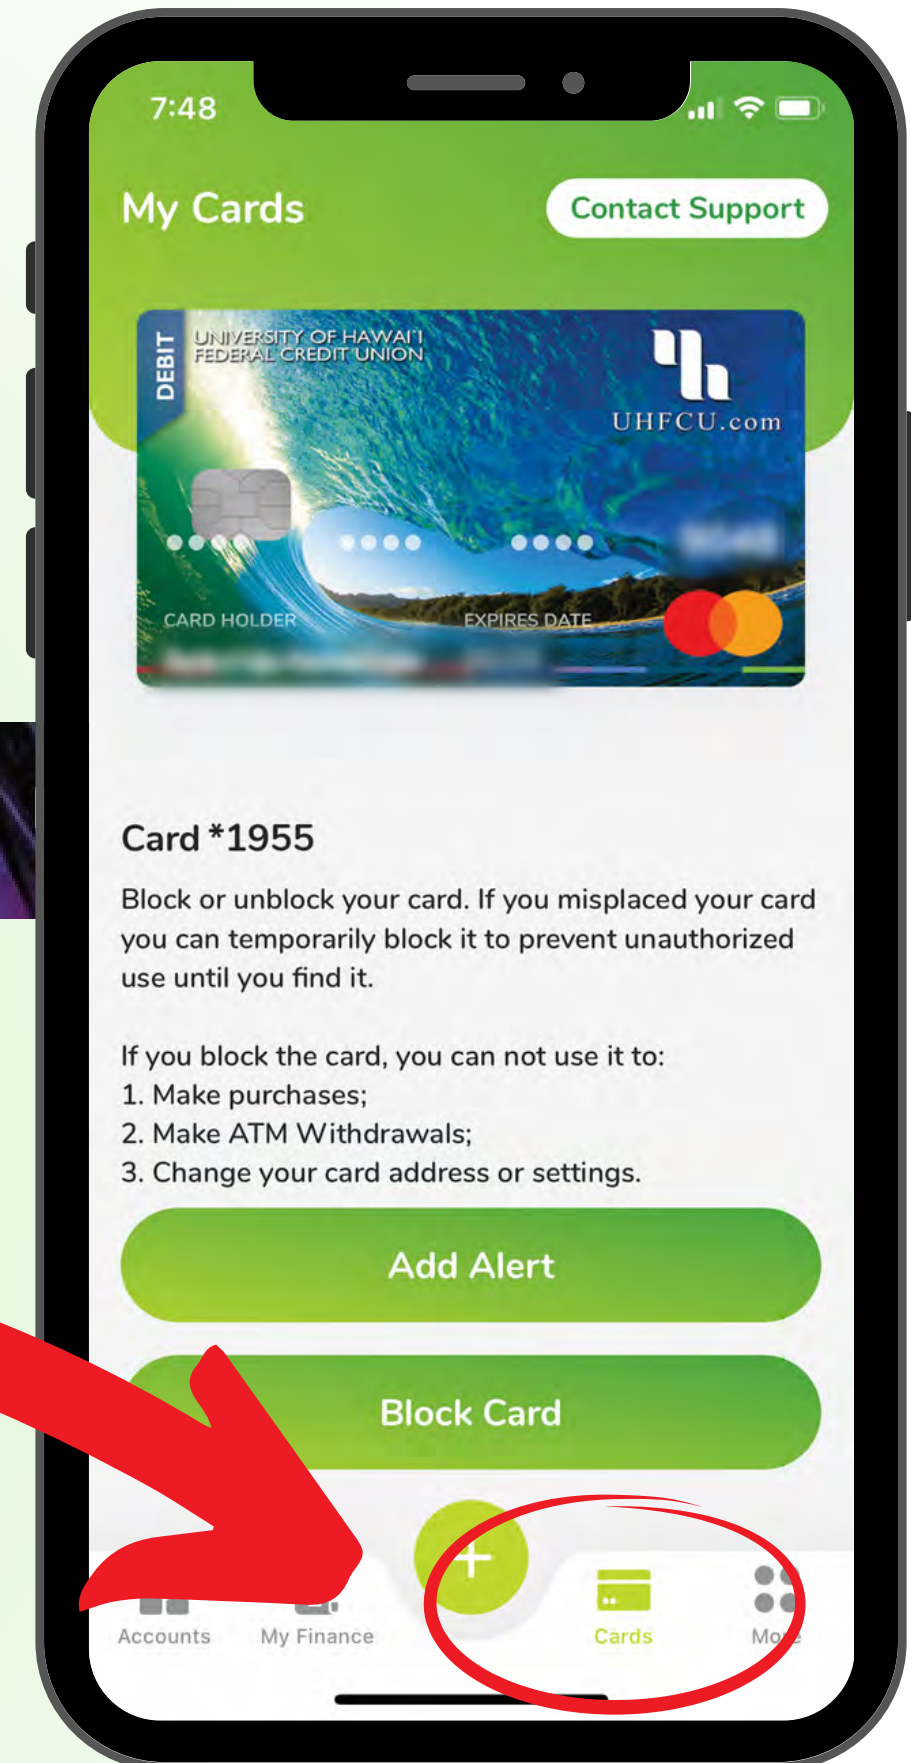 7:48
My Cards
Contact Support
DEBIT
UNIVERSITY OF HAWAI'I
FEDERAL CREDIT UNION
UHFCU.com
CARD HOLDER
EXPIRES DATE
Card *1955
Block or unblock your card. If you misplaced your card
you can temporarily block it to prevent unauthorized
use until you find it.
If you block the card, you can not use it to:
1. Make purchases;
2. Make ATM Withdrawals;
3. Change your card address or settings.
Add Alert
Block Card
Accounts
My Finance
Cards
More